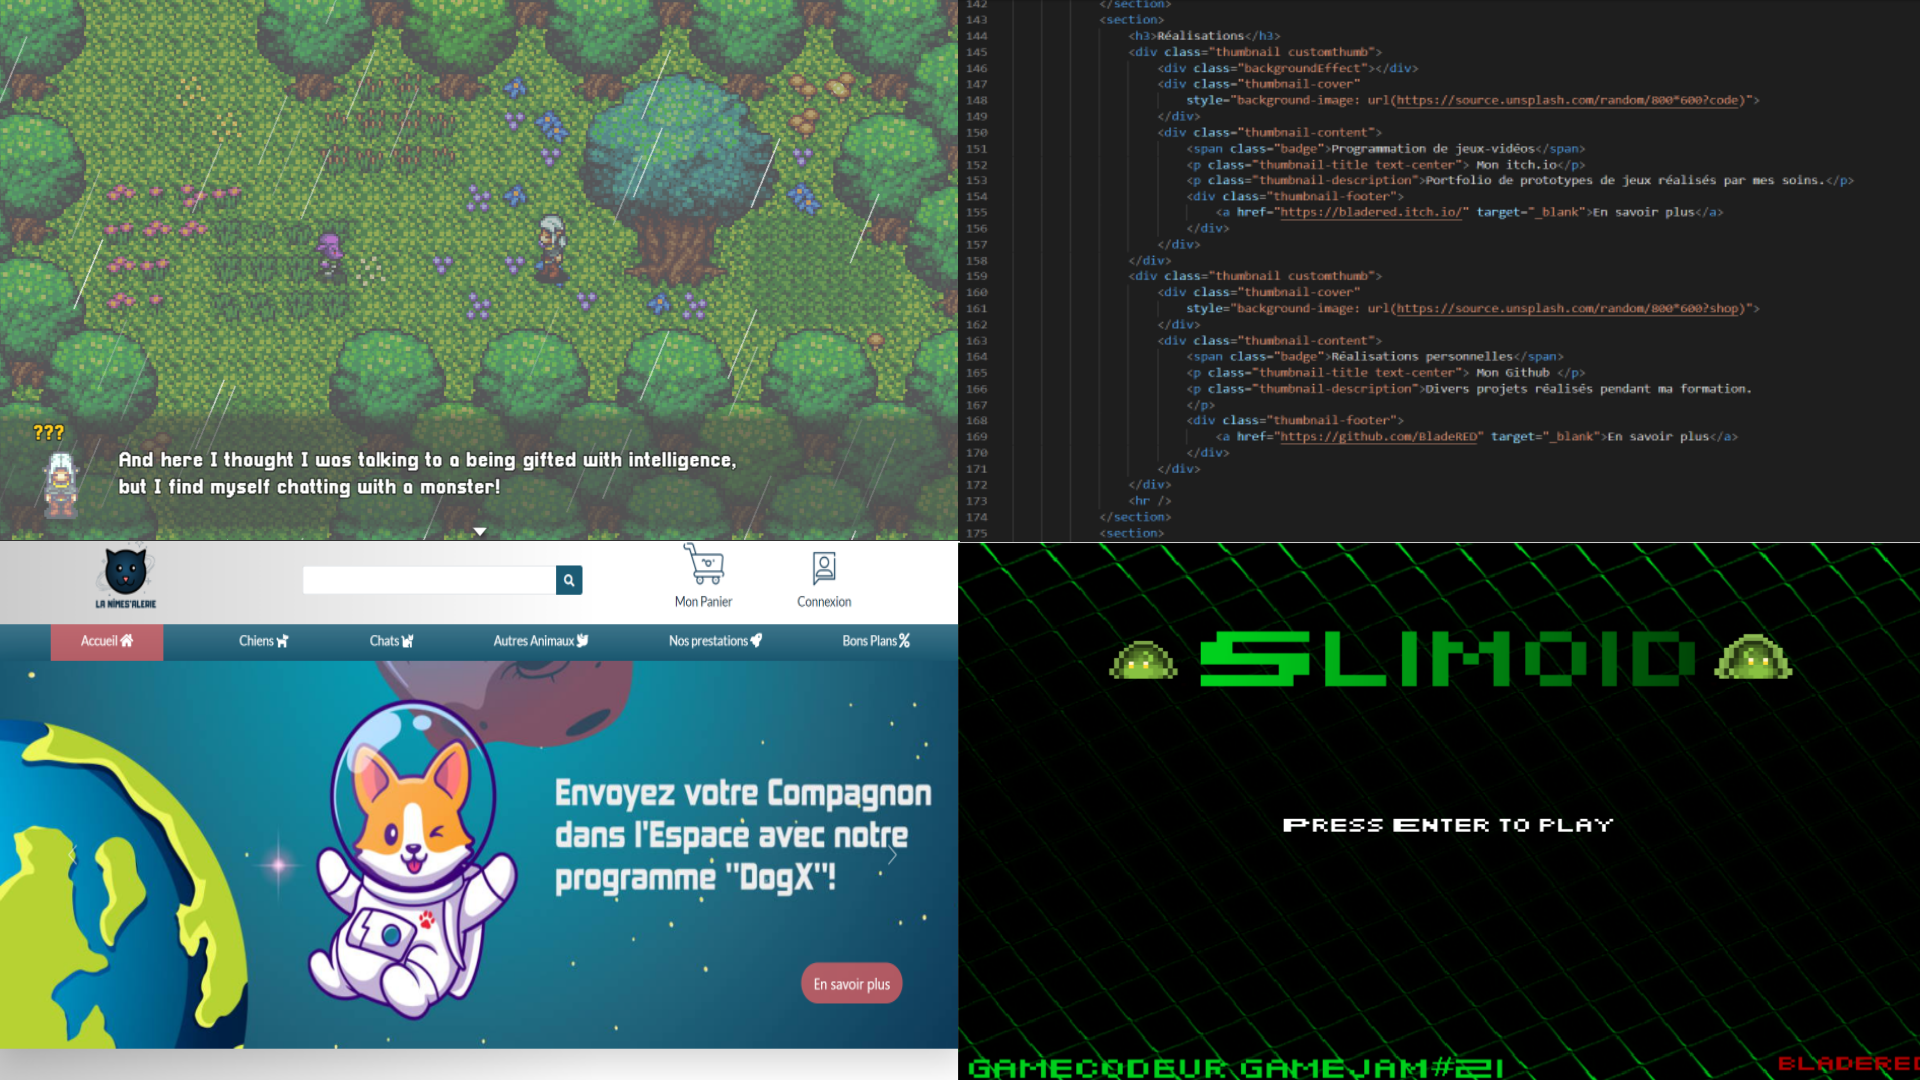 ???
And here I thought I was talking to a being gifted with intelligence,
but I find myself chatting with a monster!
142 </section>
143 <section>
144 <h3>Réalisations</h3>
145 <div class="thumbnail customthumb">
146 <div class="backgroundEffect"></div>
147 <div class="thumbnail-cover"
148 style="background-image: url(https://source.unsplash.com/random/800*600?code)">
149 </div>
150 <div class="thumbnail-content">
151 <span class="badge">Programmation de jeux-vidéos</span>
152 <p class="thumbnail-title text-center"> Mon itch.io</p>
153 <p class="thumbnail-description">Portfolio de prototypes de jeux réalisés par mes soins.</p>
154 <div class="thumbnail-footer">
155 <a href="https://bladered.itch.io/" target="_blank">En savoir plus</a>
156 </div>
157 </div>
158 </div>
159 <div class="thumbnail customthumb">
160 <div class="thumbnail-cover"
161 style="background-image: url(https://source.unsplash.com/random/800*600?shop)">
162 </div>
163 <div class="thumbnail-content">
164 <span class="badge">Réalisations personnelles</span>
165 <p class="thumbnail-title text-center"> Mon Github </p>
166 <p class="thumbnail-description">Divers projets réalisés pendant ma formation.
167 </p>
168 <div class="thumbnail-footer">
169 <a href="https://github.com/BladeRED" target="_blank">En savoir plus</a>
170 </div>
171 </div>
172 </div>
173 <hr />
174 </section>
175 <section>
LA NÎMES'ALERIE
Mon Panier
Connexion
Accueil Chiens Chats Autres Animaux Nos prestations Bons Plans
Envoyez votre Compagnon
dans l'Espace avec notre
programme "DogX"!
En savoir plus
SLIMOID
PRESS ENTER TO PLAY
GAMECODEUR GAMEJAM#21
BLADERED